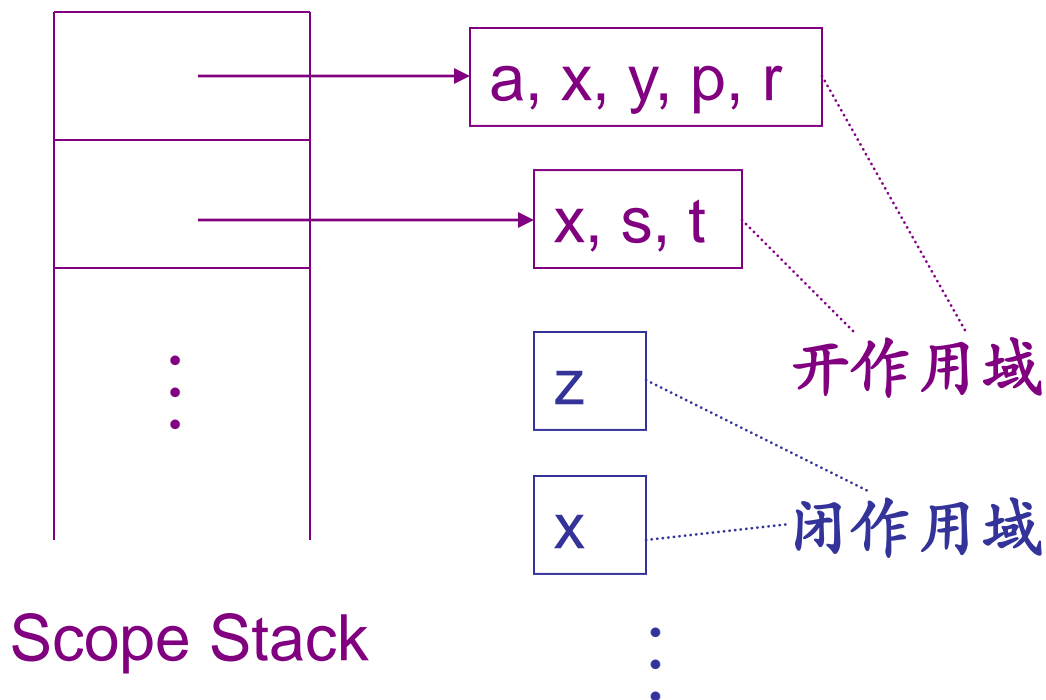 a, x, y, p, r
x, s, t
z
开作用域
x
闭作用域
Scope Stack